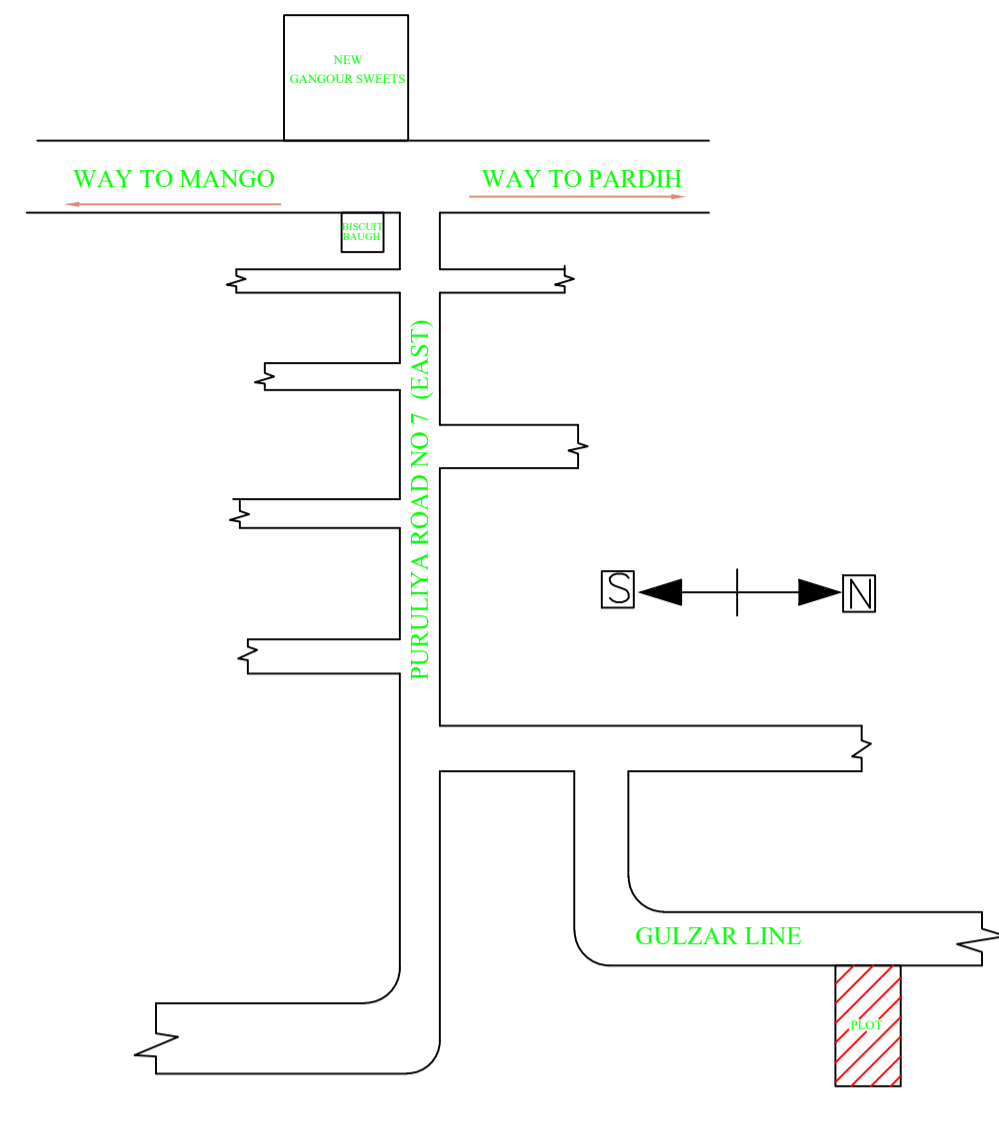 NEW
GANGOUR SWEETS
WAY TO MANGO
WAY TO PARDIH
BISCUIT
BAUGH
PURULIYA ROAD NO 7 (EAST)
S
N
GULZAR LINE
PLOT